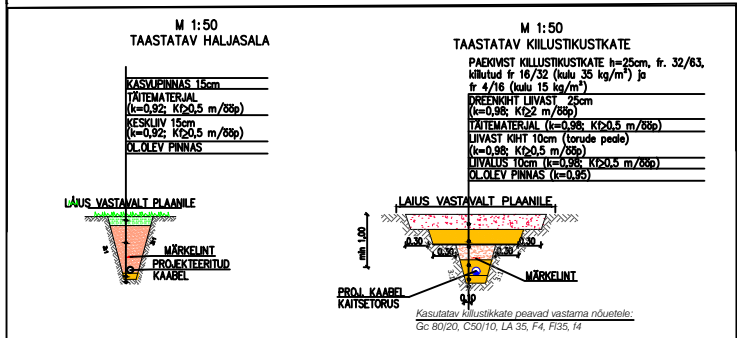 M 1:50
TAASTATAV HALJASALA
KASVUPINNAS 15cm
TÄITEMATERJAL
(k=0,92; Kf≥0,5 m/ööp)
KESKLIIV 15cm
(k=0,92; Kf≥0,5 m/ööp)
OL.OLEV PINNAS
LAIUS VASTAVALT PLAANILE
MÄRKELINT
PROJEKTEERITUD
KAABEL
M 1:50
TAASTATAV KIILUSTIKUSTKATE
PAEKIVIST KILLUSTIKUSTKATE h=25cm, fr. 32/63,
kiilutud fr 16/32 (kulu 35 kg/m²) ja
fr 4/16 (kulu 15 kg/m²)
DREENKIHT LIIVAST 25cm
(k=0,98; Kf≥2 m/ööp)
TÄITEMATERJAL (k=0,98; Kf≥0,5 m/ööp)
LIIVAST KIHT 10cm (torude peale)
(k=0,98; Kf≥0,5 m/ööp)
LIIVALUS 10cm (k=0,98; Kf≥0,5 m/ööp)
OL.OLEV PINNAS (k=0,95)
LAIUS VASTAVALT PLAANILE
min 1,00
0,30 0,30
0,30 0,30
MÄRKELINT
PROJ. KAABEL
KAITSETORUS
0,10
Kasutatav killustikkate peavad vastama nõuetele:
Gc 80/20, C50/10, LA 35, F4, FI35, f4